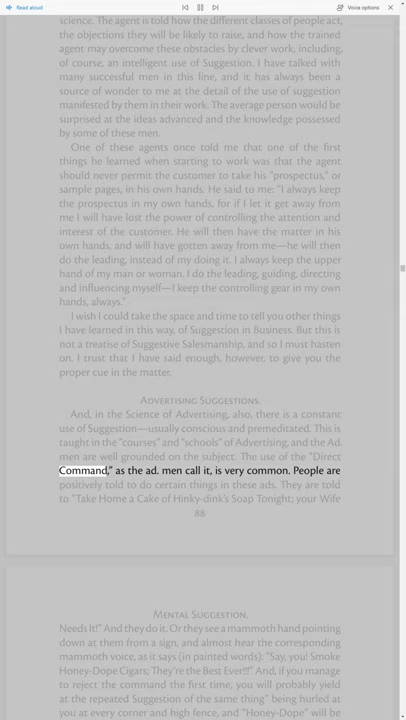 Read aloud
Voice options
science. The agent is told how the different classes of people act,
the objections they will be likely to raise, and how the trained
agent may overcome these obstacles by clever work, including,
of course, an intelligent use of Suggestion. I have talked with
many successful men in this line, and it has always been a
source of wonder to me at the detail of the use of suggestion
manifested by them in their work. The average person would be
surprised at the ideas advanced and the knowledge possessed
by some of these men.
One of these agents once told me that one of the first
things he learned when starting to work was that the agent
should never permit the customer to take his "prospectus," or
sample pages, in his own hands. He said to me: "I always keep
the prospectus in my own hands, for if I let it get away from
me I will have lost the power of controlling the attention and
interest of the customer. He will then have the matter in his
own hands, and will have gotten away from me—he will then
do the leading, instead of my doing it. I always keep the upper
hand of my man or woman. I do the leading, guiding, directing
and influencing myself—I keep the controlling gear in my own
hands, always."
I wish I could take the space and time to tell you other things
I have learned in this way, of Suggestion in Business. But this is
not a treatise of Suggestive Salesmanship, and so I must hasten
on. I trust that I have said enough, however, to give you the
proper cue in the matter.
Advertising Suggestions.
And, in the Science of Advertising, also, there is a constant
use of Suggestion—usually conscious and premeditated. This is
taught in the "courses" and "schools" of Advertising, and the Ad.
men are well grounded on the subject. The use of the "Direct
Command," as the ad. men call it, is very common. People are
positively told to do certain things in these ads. They are told
to "Take Home a Cake of Hinky-dink's Soap Tonight; your Wife
88
Mental Suggestion.
Needs It!" And they do it. Or they see a mammoth hand pointing
down at them from a sign, and almost hear the corresponding
mammoth voice, as it says (in painted words): "Say, you! Smoke
Honey-Dope Cigars; They're the Best Ever!!!" And, if you manage
to reject the command the first time, you will probably yield
at the repeated Suggestion of the same thing" being hurled at
you at every corner and high fence, and "Honey-Dope" will be